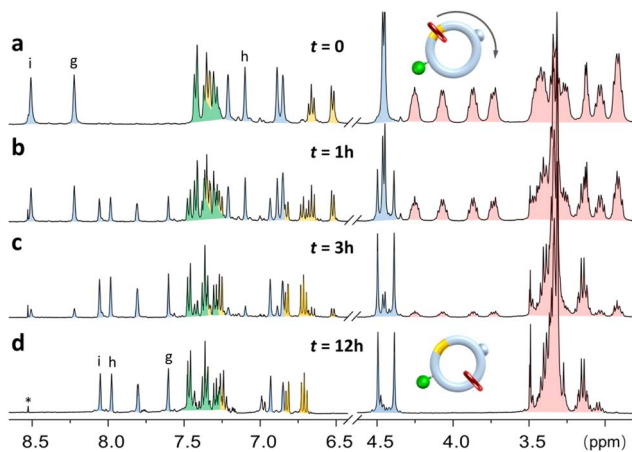 a t = 0
i g h
b t = 1h
c t = 3h
d t = 12h
i h g
*
8.5 8.0 7.5 7.0 6.5 4.5 4.0 3.5 (ppm)